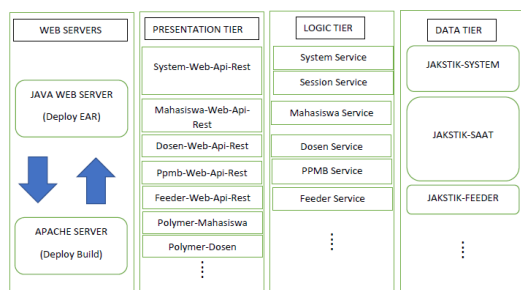 WEB SERVERS
JAVA WEB SERVER
(Deploy EAR)
APACHE SERVER
(Deploy Build)
PRESENTATION TIER
System-Web-Api-Rest
Mahasiswa-Web-Api-
Rest
Dosen-Web-Api-Rest
Ppmb-Web-Api-Rest
Feeder-Web-Api-Rest
Polymer-Mahasiswa
Polymer-Dosen
LOGIC TIER
System Service
Session Service
Mahasiswa Service
Dosen Service
PPMB Service
Feeder Service
DATA TIER
JAKSTIK-SYSTEM
JAKSTIK-SAAT
JAKSTIK-FEEDER